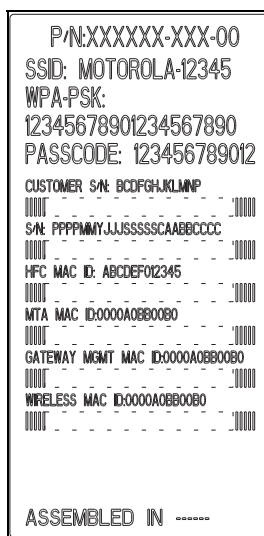 P/N:XXXXXX-XXX-00
SSID: MOTOROLA-12345
WPA-PSK:
12345678901234567890
PASSCODE: 123456789012
CUSTOMER S/N: BCDFGHJKLMNP
S/N: PPPPMMYJJJSSSSSCAABBCCCC
HFC MAC ID: ABCDEF012345
MTA MAC ID:0000A0BB00B0
GATEWAY MGMT MAC ID:0000A0BB00B0
WIRELESS MAC ID:0000A0BB00B0
ASSEMBLED IN ------